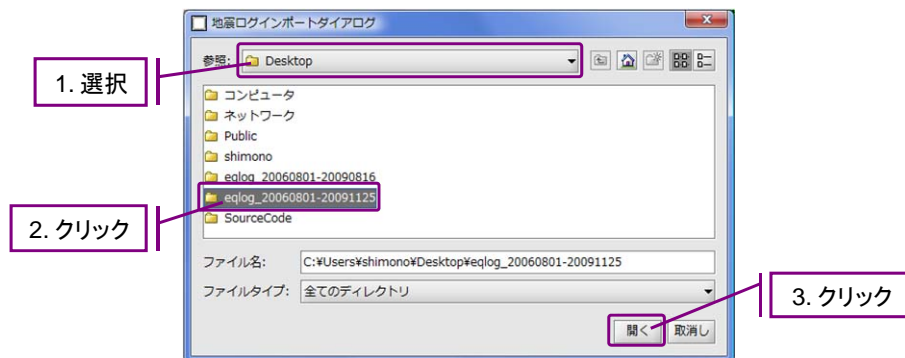 地震ログインポートダイアログ
参照: Desktop
1. 選択
コンピュータ
ネットワーク
Public
shimono
eqlog_20060801-20090816
eqlog_20060801-20091125
SourceCode
2. クリック
ファイル名: C:¥Users¥shimono¥Desktop¥eqlog_20060801-20091125
ファイルタイプ: 全てのディレクトリ
3. クリック
開く 取消し